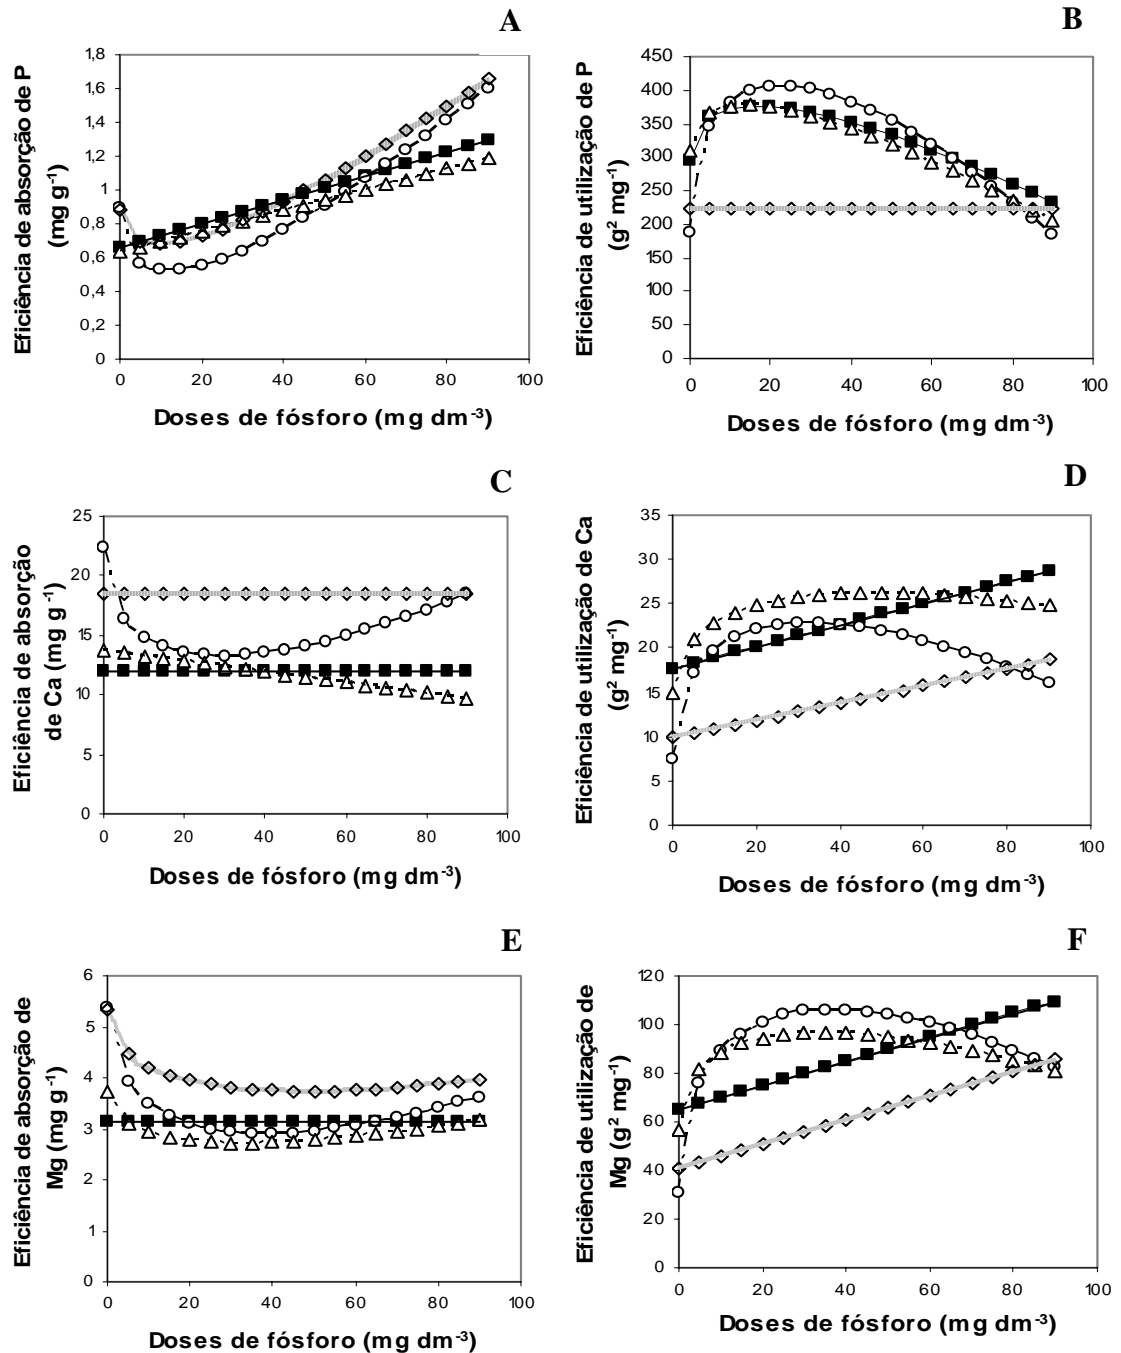 A
Eficiência de absorção de P
(mg g-1)
1,8
1,6
1,4
1,2
1
0,8
0,6
0,4
0,2
0
0 20 40 60 80 100
Doses de fósforo (mg dm-3)
B
Eficiência de utilização de P
(g2 mg-1)
450
400
350
300
250
200
150
100
50
0
0 20 40 60 80 100
Doses de fósforo (mg dm-3)
C
Eficiência de absorção
de Ca (mg g-1)
25
20
15
10
5
0
0 20 40 60 80 100
Doses de fósforo (mg dm-3)
D
Eficiência de utilização de Ca
(g2 mg-1)
35
30
25
20
15
10
5
0
0 20 40 60 80 100
Doses de fósforo (mg dm-3)
E
Eficiência de absorção de
Mg (mg g-1)
6
5
4
3
2
1
0
0 20 40 60 80 100
Doses de fósforo (mg dm-3)
F
Eficiência de utilização de
Mg (g2 mg-1)
120
100
80
60
40
20
0
0 20 40 60 80 100
Doses de fósforo (mg dm-3)